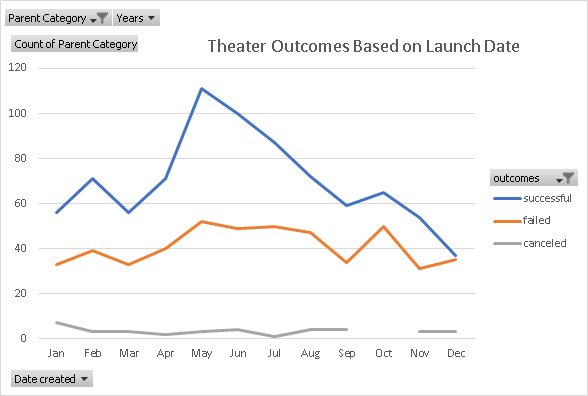 Parent Category Years
Count of Parent Category
Theater Outcomes Based on Launch Date
120
100
80
60
40
20
0
Jan Feb Mar Apr May Jun Jul Aug Sep Oct Nov Dec
outcomes
successful
failed
canceled
Date created